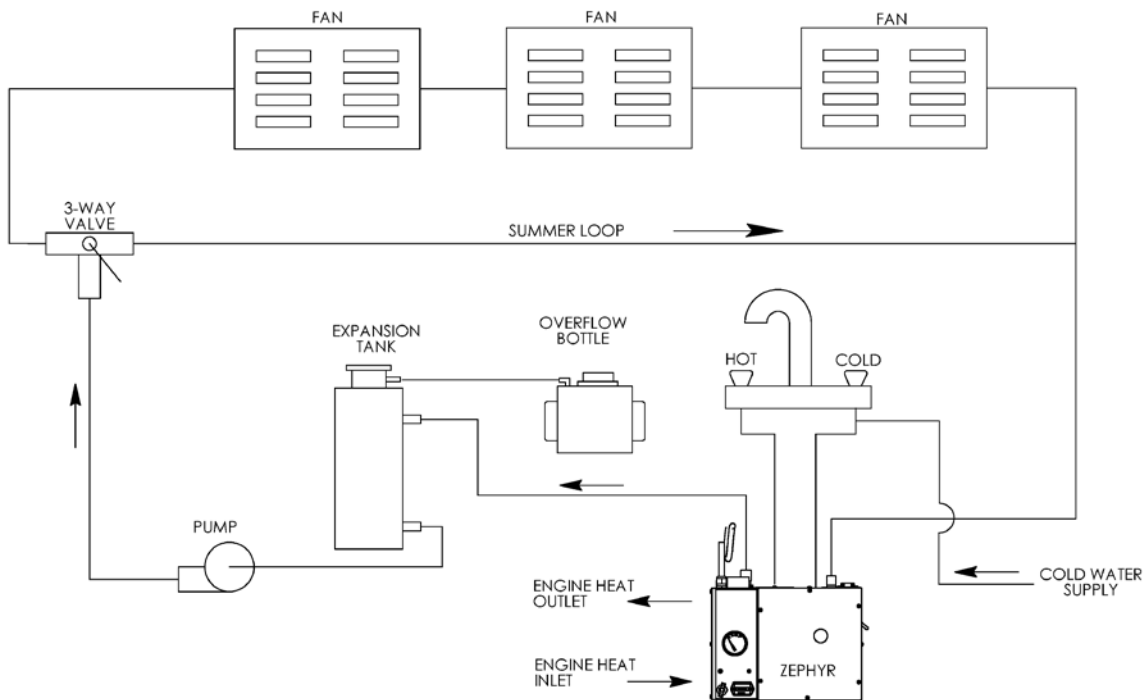 FAN
FAN
FAN
3-WAY
VALVE
SUMMER LOOP
EXPANSION
TANK
OVERFLOW
BOTTLE
HOT
COLD
PUMP
ENGINE HEAT
OUTLET
COLD WATER
SUPPLY
ENGINE HEAT
INLET
ZEPHYR